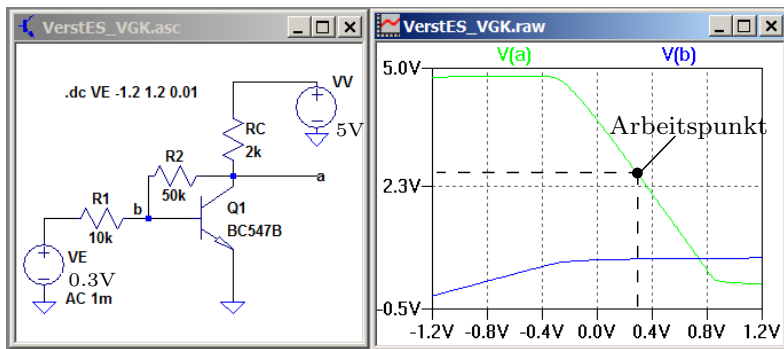 VerstES_VGK.asc
.dc VE -1.2 1.2 0.01
VV
5V
RC
2k
R2
50k
a
R1
10k
b
Q1
BC547B
VE
0.3V
AC 1m
VerstES_VGK.raw
V(a) V(b)
5.0V
Arbeitspunkt
2.3V
-0.5V
-1.2V -0.8V -0.4V 0.0V 0.4V 0.8V 1.2V